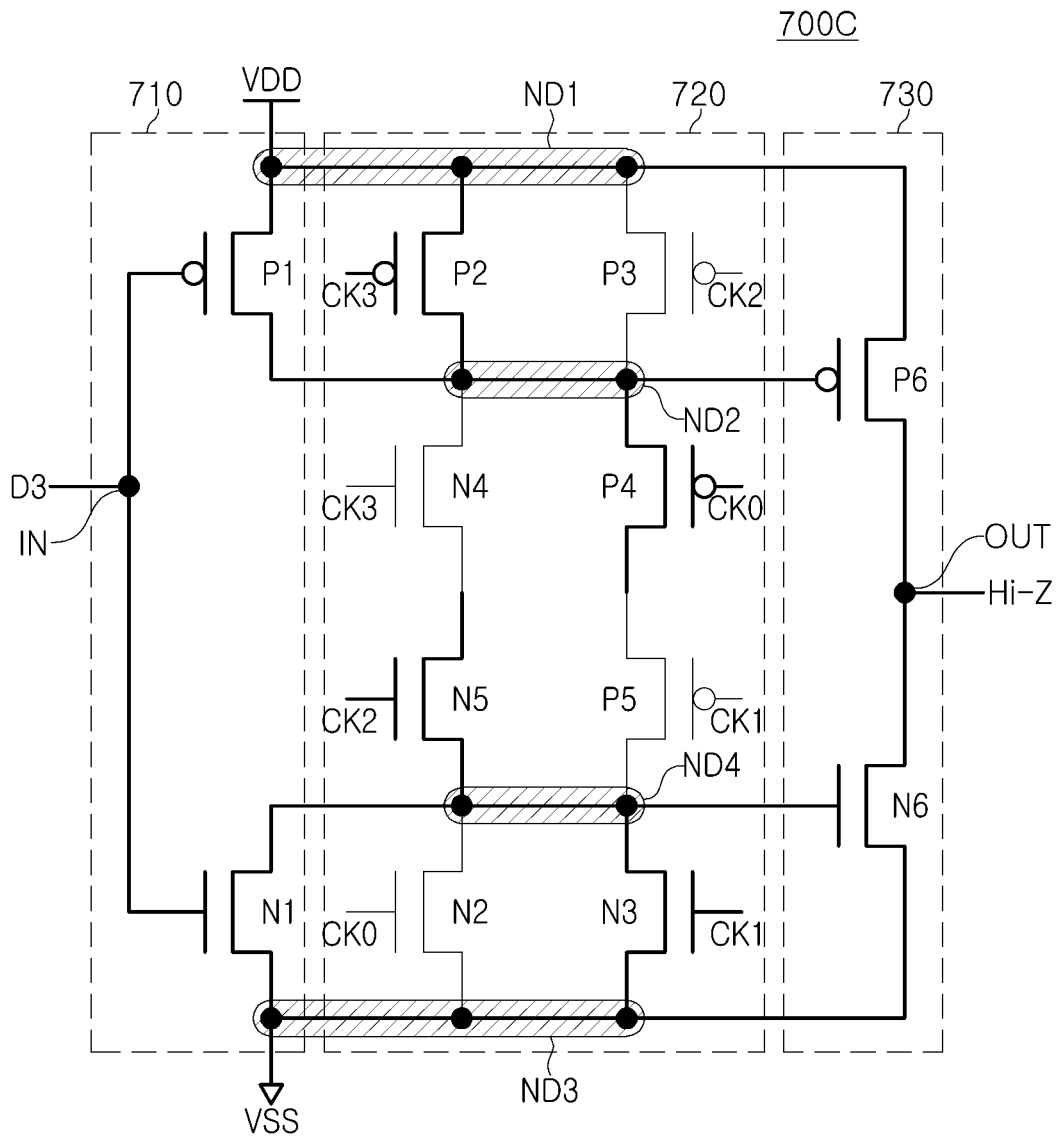 700C
710
VDD
ND1
720
730
P1
CK3
P2
P3
CK2
P6
ND2
D3
CK3
N4
P4
CK0
IN
OUT
Hi-Z
CK2
N5
P5
CK1
ND4
N6
N1
CK0
N2
N3
CK1
ND3
VSS